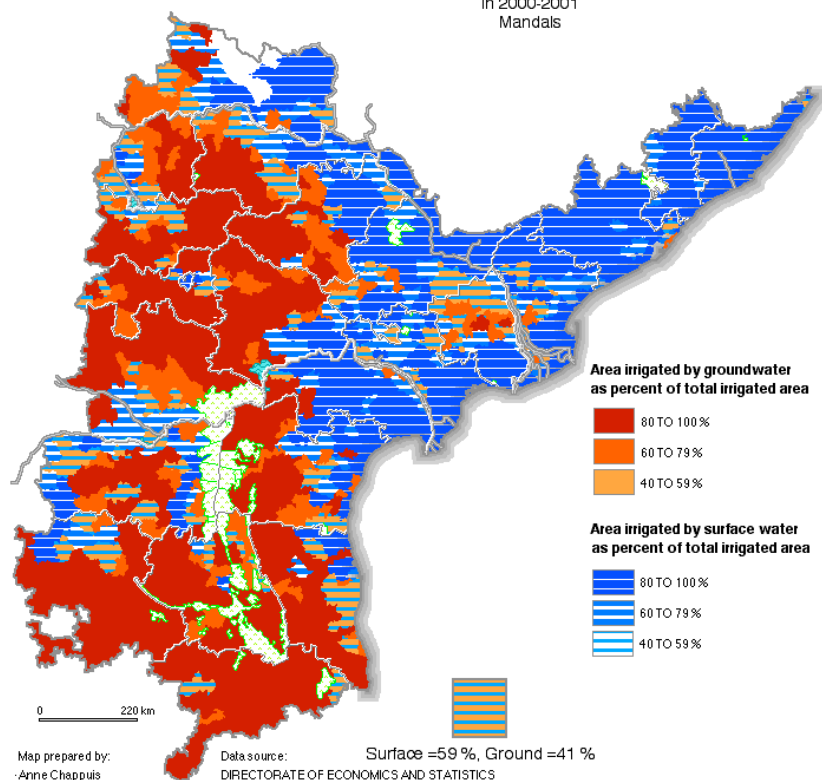 in 2000-2001
Mandals
Area irrigated by groundwater
as percent of total irrigated area
80 TO 100 %
60 TO 79 %
40 TO 59 %
Area irrigated by surface water
as percent of total irrigated area
80 TO 100 %
60 TO 79 %
40 TO 59 %
0 220 km
Surface =59 %, Ground =41 %
Map prepared by:
Anne Chappuis
Data source:
DIRECTORATE OF ECONOMICS AND STATISTICS